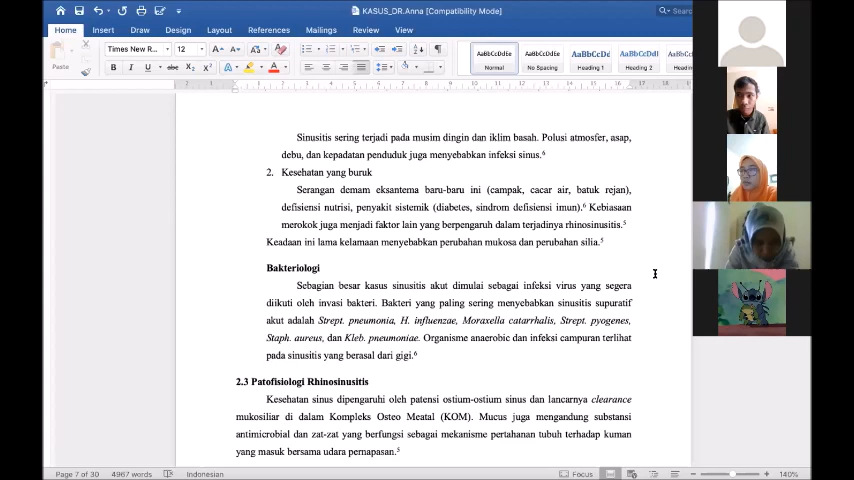 KASUS_DR.Anna [Compatibility Mode]
Home Insert Draw Design Layout References Mailings Review
Times New R... 12
Paste
B I U abc X2 X2 A A
AaBbCcDdEe AaBbCcDdEe AaBbCcDd AaBbCcDdEe
Normal No Spacing Heading 1 Heading 2
Sinusitis sering terjadi pada musim dingin dan iklim basah. Polusi atmosfer, asap,
debu, dan kepadatan penduduk juga menyebabkan infeksi sinus.⁶
2. Kesehatan yang buruk
Serangan demam eksantema baru-baru ini (campak, cacar air, batuk rejan),
defisiensi nutrisi, penyakit sistemik (diabetes, sindrom defisiensi imun).⁶ Kebiasaan
merokok juga menjadi faktor lain yang berpengaruh dalam terjadinya rhinosinusitis.⁵
Keadaan ini lama kelamaan menyebabkan perubahan mukosa dan perubahan silia.⁵
Bakteriologi
Sebagian besar kasus sinusitis akut dimulai sebagai infeksi virus yang segera
diikuti oleh invasi bakteri. Bakteri yang paling sering menyebabkan sinusitis supuratif
akut adalah Strept. pneumonia, H. influenzae, Moraxella catarrhalis, Strept. pyogenes,
Staph. aureus, dan Kleb. pneumoniae. Organisme anaerobic dan infeksi campuran terlihat
pada sinusitis yang berasal dari gigi.⁶
2.3 Patofisiologi Rhinosinusitis
Kesehatan sinus dipengaruhi oleh patensi ostium-ostium sinus dan lancarnya clearance
mukosiliar di dalam Kompleks Osteo Meatal (KOM). Mucus juga mengandung substansi
antimicrobial dan zat-zat yang berfungsi sebagai mekanisme pertahanan tubuh terhadap kuman
yang masuk bersama udara pernapasan.⁵
Page 7 of 30 4967 words Indonesian Focus 140%